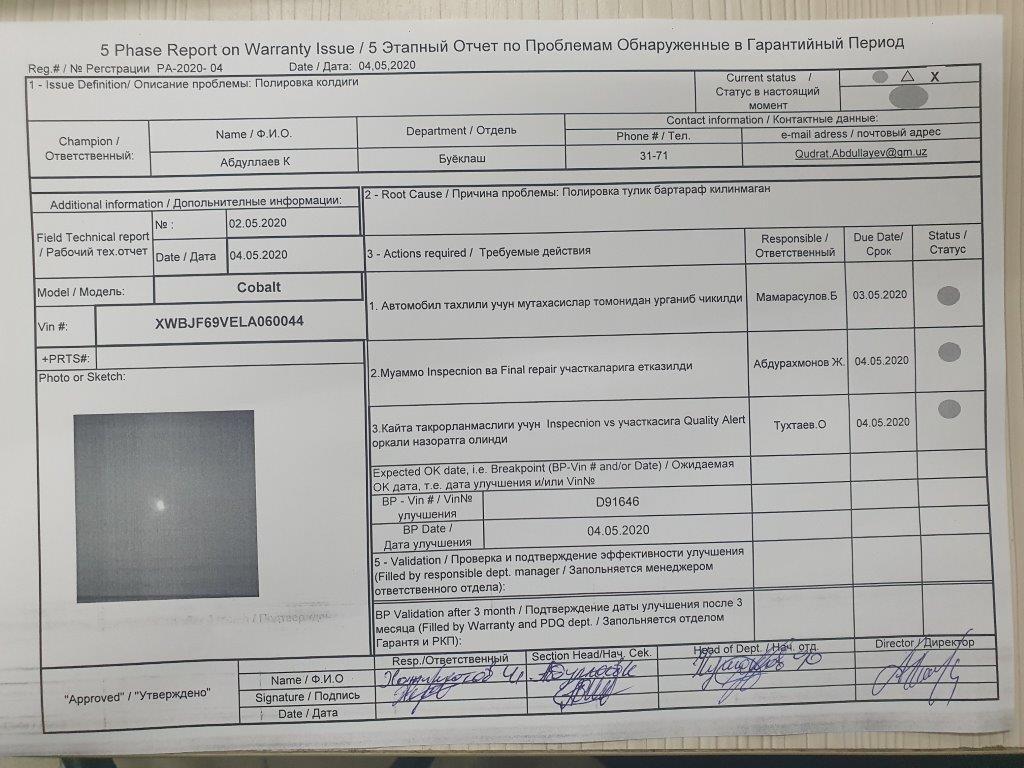 5 Phase Report on Warranty Issue / 5 Этапный Отчет по Проблемам Обнаруженные в Гарантийный Период
Reg.# / № Регстрации PA-2020- 04 Date / Дата: 04,05,2020
1 - Issue Definition/ Описание проблемы: Полировка колдиги
Current status /
Статус в настоящий
момент
△ X
Champion /
Ответственный:
Name / Ф.И.О.
Department / Отдель
Contact information / Контактные данные:
Phone # / Тел.
e-mail adress / почтовый адрес
Абдуллаев К
Буёклаш
31-71
Qudrat.Abdullayev@gm.uz
Additional information / Допольнителные информации:
2 - Root Cause / Причина проблемы: Полировка тулик бартараф килинмаган
Field Technical report
/ Рабочий тех.отчет
№ :
02.05.2020
Date / Дата
04.05.2020
3 - Actions required / Требуемые действия
Responsible /
Ответственный
Due Date/
Срок
Status /
Статус
Model / Модель:
Cobalt
1. Автомобил тахлили учун мутахасислар томонидан урганиб чикилди
Мамарасулов.Б
03.05.2020
Vin #:
XWBJF69VELA060044
+PRTS#:
2.Муаммо Inspecnion ва Final repair участкаларига етказилди
Абдурахмонов Ж.
04.05.2020
Photo or Sketch:
3.Кайта такрорланмаслиги учун Inspecnion vs участкасига Quality Alert
оркали назоратга олинди
Тухтаев.О
04.05.2020
Expected OK date, i.e. Breakpoint (BP-Vin # and/or Date) / Ожидаемая
OK дата, т.е. дата улучшения и/или Vin№
BP - Vin # / Vin№
улучшения
D91646
BP Date /
Дата улучшения
04.05.2020
5 - Validation / Проверка и подтверждение эффективности улучшения
(Filled by responsible dept. manager / Запольняется менеджером
ответственного отдела):
BP Validation after 3 month / Подтверждение даты улучшения после 3
месяца (Filled by Warranty and PDQ dept. / Запольняется отделом
Гарантя и РКП):
Resp./Ответственный
Section Head/Нач. Сек.
Head of Dept. / Нач. отд.
Director / Директор
"Approved" / "Утверждено"
Name / Ф.И.О
Signature / Подпись
Date / Дата